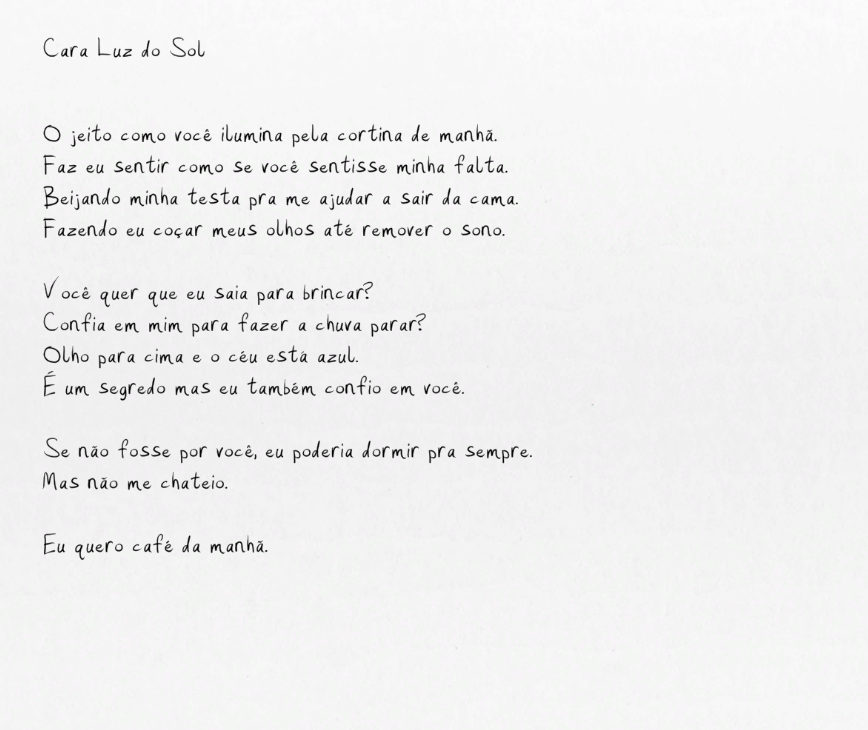 Cara Luz do Sol
O jeito como você ilumina pela cortina de manhã.
Faz eu sentir como se você sentisse minha falta.
Beijando minha testa pra me ajudar a sair da cama.
Fazendo eu coçar meus olhos até remover o sono.
Você quer que eu saia para brincar?
Confia em mim para fazer a chuva parar?
Olho para cima e o céu está azul.
É um segredo mas eu também confio em você.
Se não fosse por você, eu poderia dormir pra sempre.
Mas não me chateio.
Eu quero café da manhã.